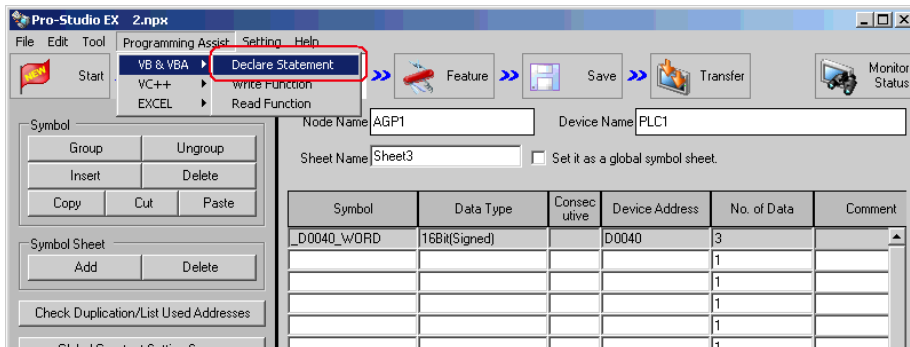 Pro-Studio EX 2.npx
File Edit Tool Programming Assist Setting Help
VB & VBA
Declare Statement
VC++
Write Function
EXCEL
Read Function
NEW
Start
Feature
Save
Transfer
Monitor
Status
Symbol
Group Ungroup
Insert Delete
Copy Cut Paste
Symbol Sheet
Add Delete
Check Duplication/List Used Addresses
Node Name AGP1 Device Name PLC1
Sheet Name Sheet3 Set it as a global symbol sheet.
Symbol Data Type Consecutive Device Address No. of Data Comment
_D0040_WORD 16Bit(Signed) D0040 3
1
1
1
1
1